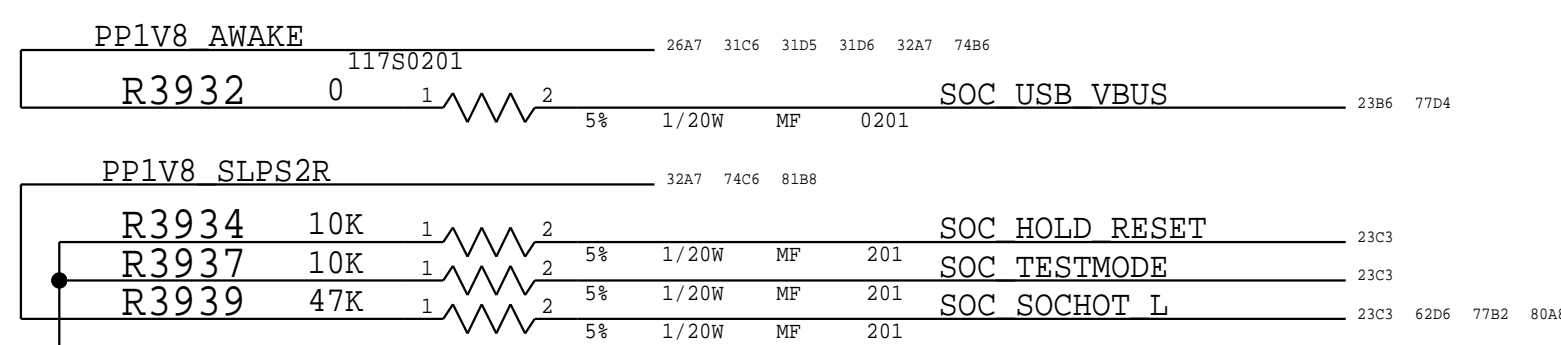 PP1V8_AWAKE 26A7 31C6 31D5 31D6 32A7 74B6
117S0201
R3932 0 1 2 SOC_USB_VBUS 23B6 77D4
5% 1/20W MF 0201
PP1V8_SLPS2R 32A7 74C6 81B8
R3934 10K 1 2 SOC_HOLD_RESET 23C3
5% 1/20W MF 201
R3937 10K 1 2 SOC_TESTMODE 23C3
5% 1/20W MF 201
R3939 47K 1 2 SOC_SOCHOT_L 23C3 62D6 77B2 80A8
5% 1/20W MF 201